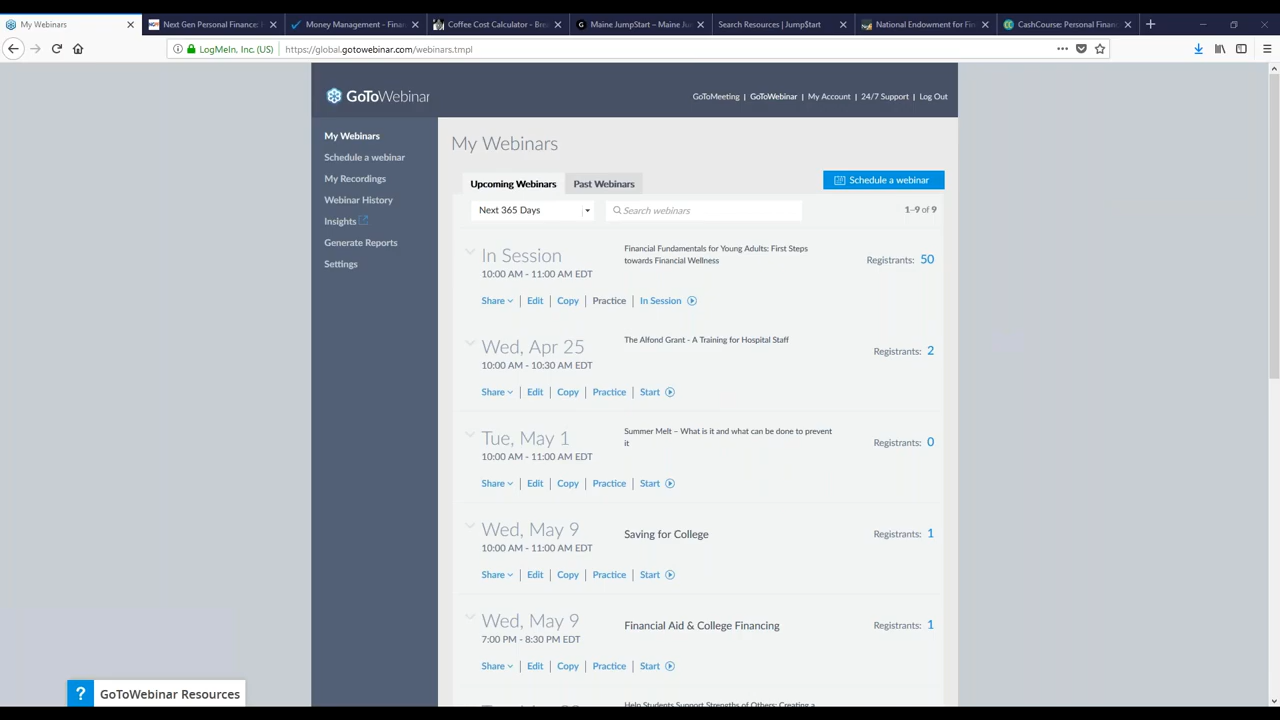 My Webinars
Next Gen Personal Finance: F
Money Management - Finan
Coffee Cost Calculator - Bre
Maine JumpStart – Maine Ju
Search Resources | Jump$tart
National Endowment for Fin
CashCourse: Personal Financ
LogMeIn, Inc. (US)
https://global.gotowebinar.com/webinars.tmpl
GoToWebinar
GoToMeeting | GoToWebinar | My Account | 24/7 Support | Log Out
My Webinars
Schedule a webinar
My Recordings
Webinar History
Insights
Generate Reports
Settings
My Webinars
Upcoming Webinars
Past Webinars
Schedule a webinar
Next 365 Days
Search webinars
1–9 of 9
In Session
10:00 AM - 11:00 AM EDT
Financial Fundamentals for Young Adults: First Steps
towards Financial Wellness
Registrants: 50
Share | Edit | Copy | Practice | In Session
Wed, Apr 25
10:00 AM - 10:30 AM EDT
The Alfond Grant - A Training for Hospital Staff
Registrants: 2
Share | Edit | Copy | Practice | Start
Tue, May 1
10:00 AM - 11:00 AM EDT
Summer Melt – What is it and what can be done to prevent
it
Registrants: 0
Share | Edit | Copy | Practice | Start
Wed, May 9
10:00 AM - 11:00 AM EDT
Saving for College
Registrants: 1
Share | Edit | Copy | Practice | Start
Wed, May 9
7:00 PM - 8:30 PM EDT
Financial Aid & College Financing
Registrants: 1
Share | Edit | Copy | Practice | Start
Help Students Support Strengths of Others: Creating a
? GoToWebinar Resources